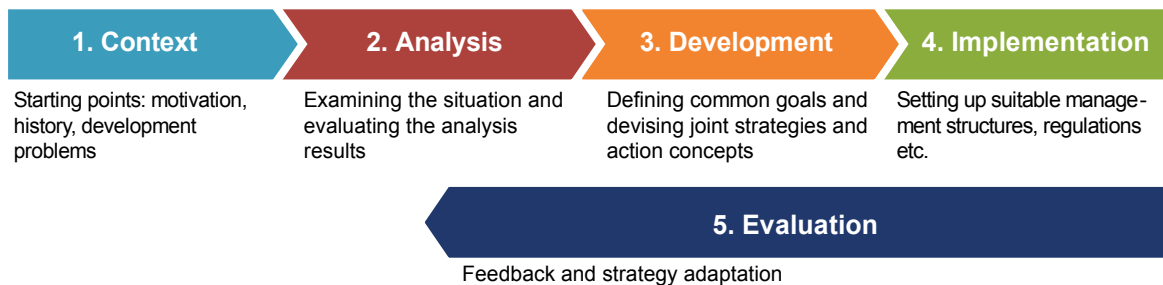 1. Context
2. Analysis
3. Development
4. Implementation
Starting points: motivation,
history, development
problems
Examining the situation and
evaluating the analysis
results
Defining common goals and
devising joint strategies and
action concepts
Setting up suitable manage-
ment structures, regulations
etc.
5. Evaluation
Feedback and strategy adaptation